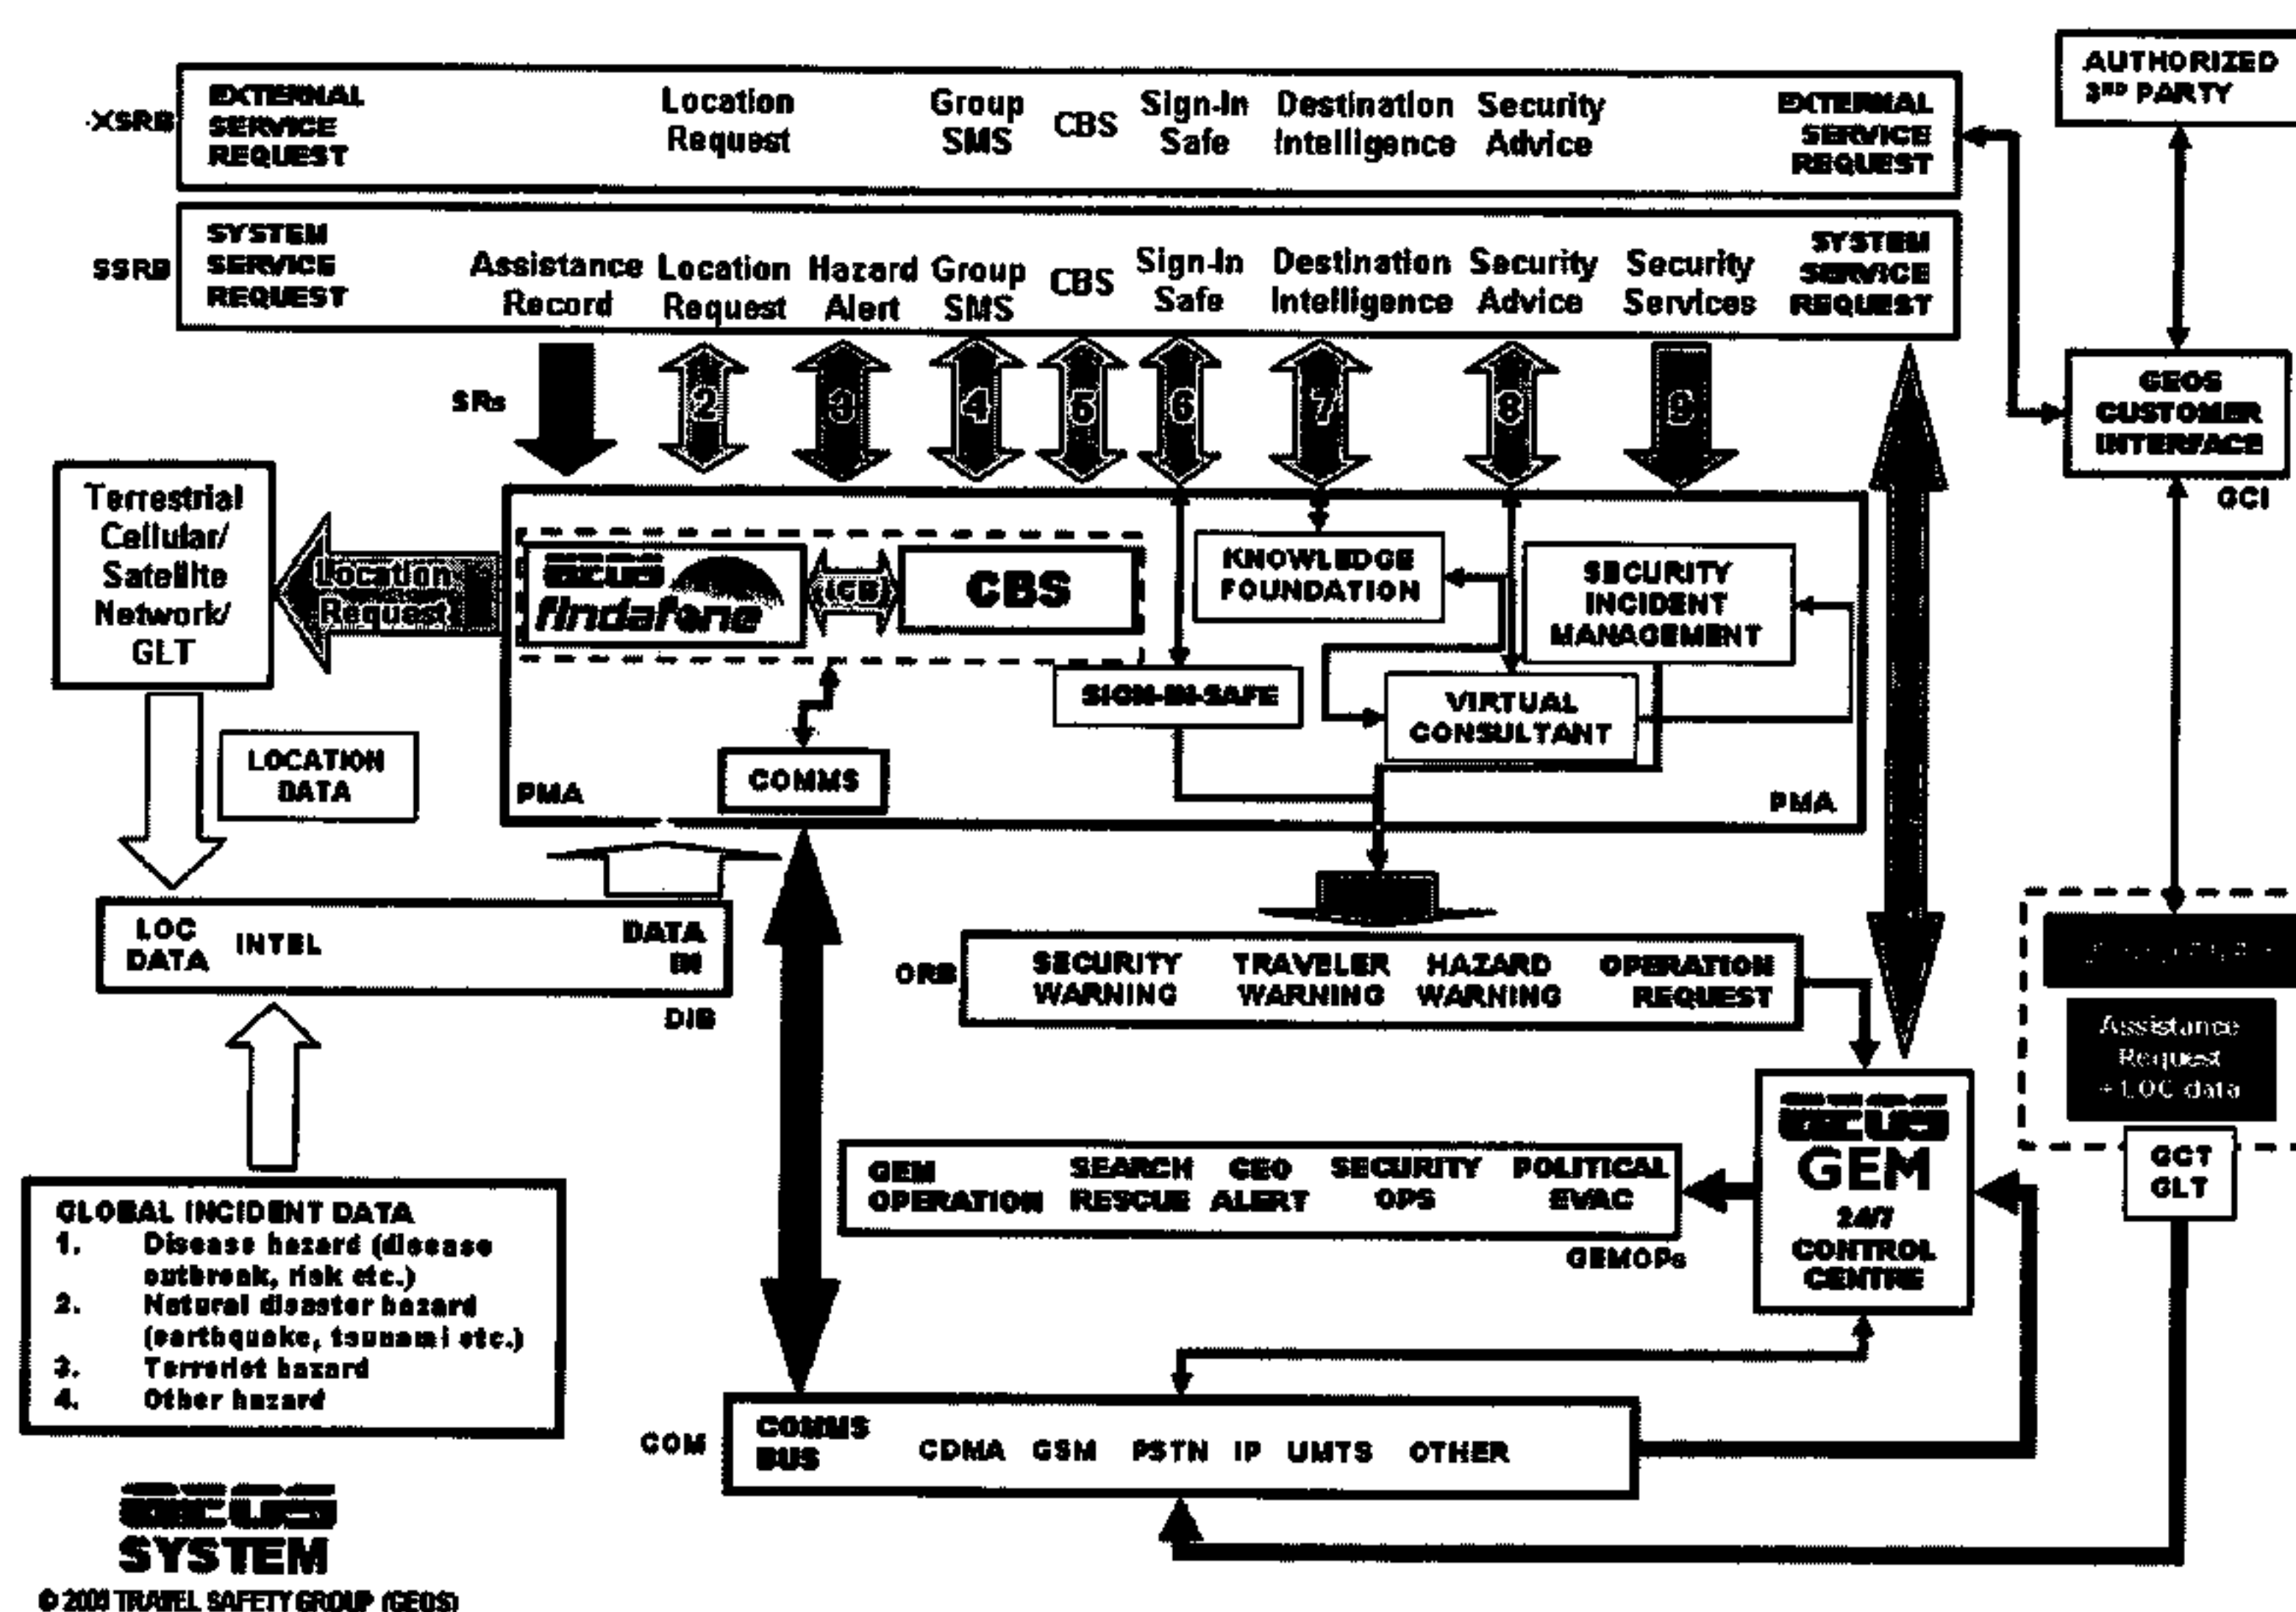 XSRB
EXTERNAL
SERVICE
REQUEST
Location
Request
Group
SMS
CBS
Sign-In
Safe
Destination
Intelligence
Security
Advice
EXTERNAL
SERVICE
REQUEST
AUTHORIZED
3RD PARTY
SSRB
SYSTEM
SERVICE
REQUEST
Assistance
Record
Location
Request
Hazard
Alert
Group
SMS
CBS
Sign-In
Safe
Destination
Intelligence
Security
Advice
Security
Services
SYSTEM
SERVICE
REQUEST
SRs
2
3
4
5
6
7
8
9
GEOS
CUSTOMER
INTERFACE
GCI
Terrestrial
Cellular/
Satellite
Network/
GLT
Location
Request
GEOS
findafone
ICB
CBS
KNOWLEDGE
FOUNDATION
SECURITY
INCIDENT
MANAGEMENT
SIGN-IN-SAFE
VIRTUAL
CONSULTANT
COMMS
PMA
PMA
LOCATION
DATA
LOC
DATA
INTEL
DATA
IN
DIB
ORB
SECURITY
WARNING
TRAVELER
WARNING
HAZARD
WARNING
OPERATION
REQUEST
Assistance
Request
+LOC data
GCT
GLT
GEM
OPERATION
SEARCH
RESCUE
GEO
ALERT
SECURITY
OPS
POLITICAL
EVAC
GEMOPs
GEOS
GEM
24/7
CONTROL
CENTRE
GLOBAL INCIDENT DATA
1. Disease hazard (disease
outbreak, risk etc.)
2. Natural disaster hazard
(earthquake, tsunami etc.)
3. Terrorist hazard
4. Other hazard
COM
COMMS
BUS
CDMA
GSM
PSTN
IP
UMTS
OTHER
GEOS
SYSTEM
TRAVEL SAFETY GROUP (GEOS)